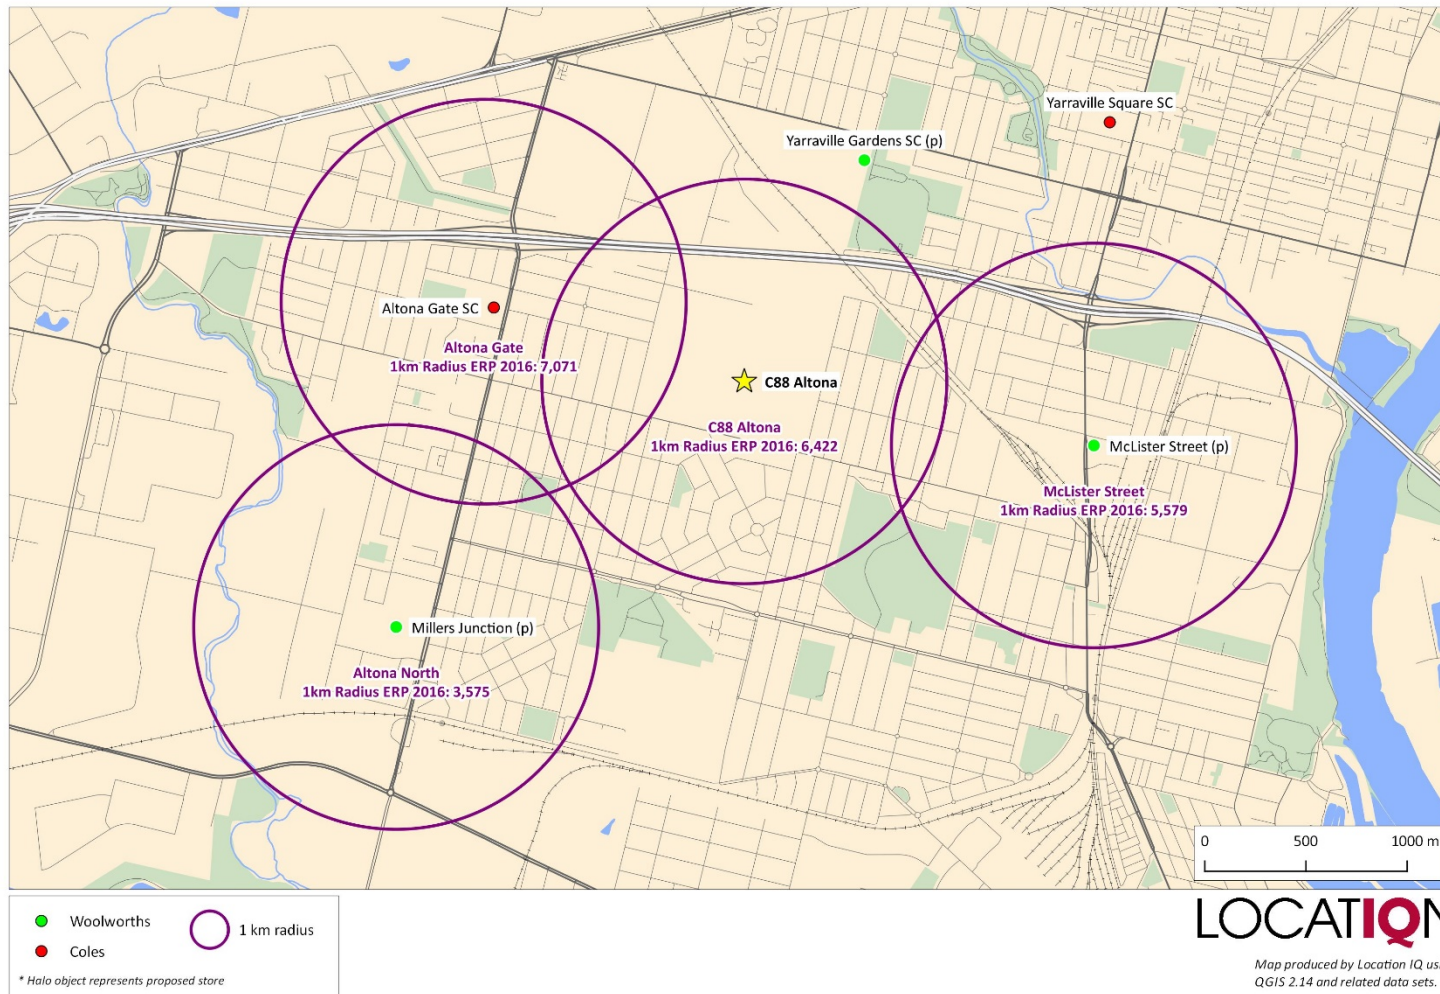 Yarraville Square SC
Yarraville Gardens SC (p)
Altona Gate SC
Altona Gate
1km Radius ERP 2016: 7,071
C88 Altona
C88 Altona
1km Radius ERP 2016: 6,422
McLister Street (p)
McLister Street
1km Radius ERP 2016: 5,579
Millers Junction (p)
Altona North
1km Radius ERP 2016: 3,575
0 500 1000 m
Woolworths
Coles
1 km radius
* Halo object represents proposed store
LOCATIQN
Map produced by Location IQ us
QGIS 2.14 and related data sets.